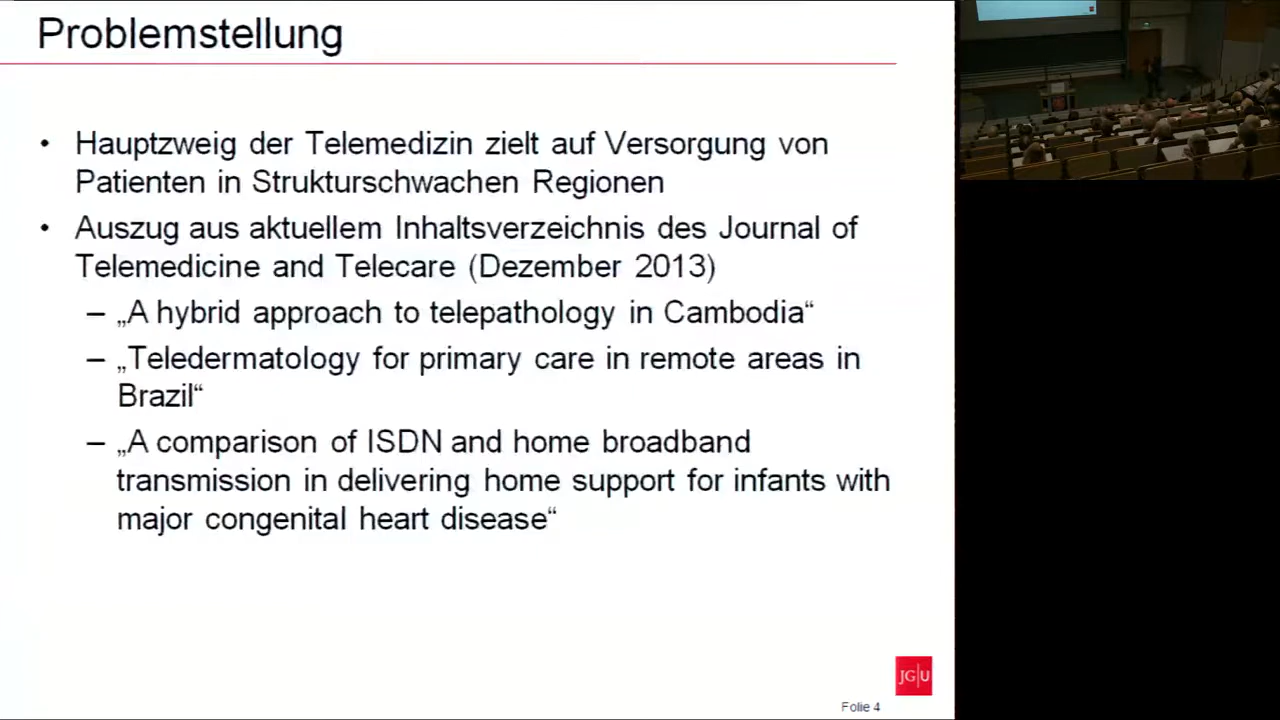 Problemstellung
• Hauptzweig der Telemedizin zielt auf Versorgung von
Patienten in Strukturschwachen Regionen
• Auszug aus aktuellem Inhaltsverzeichnis des Journal of
Telemedicine and Telecare (Dezember 2013)
– „A hybrid approach to telepathology in Cambodia“
– „Teledermatology for primary care in remote areas in
Brazil“
– „A comparison of ISDN and home broadband
transmission in delivering home support for infants with
major congenital heart disease“
JG|U
Folie 4